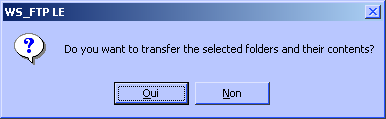 WS_FTP LE
Do you want to transfer the selected folders and their contents?
Oui
Non